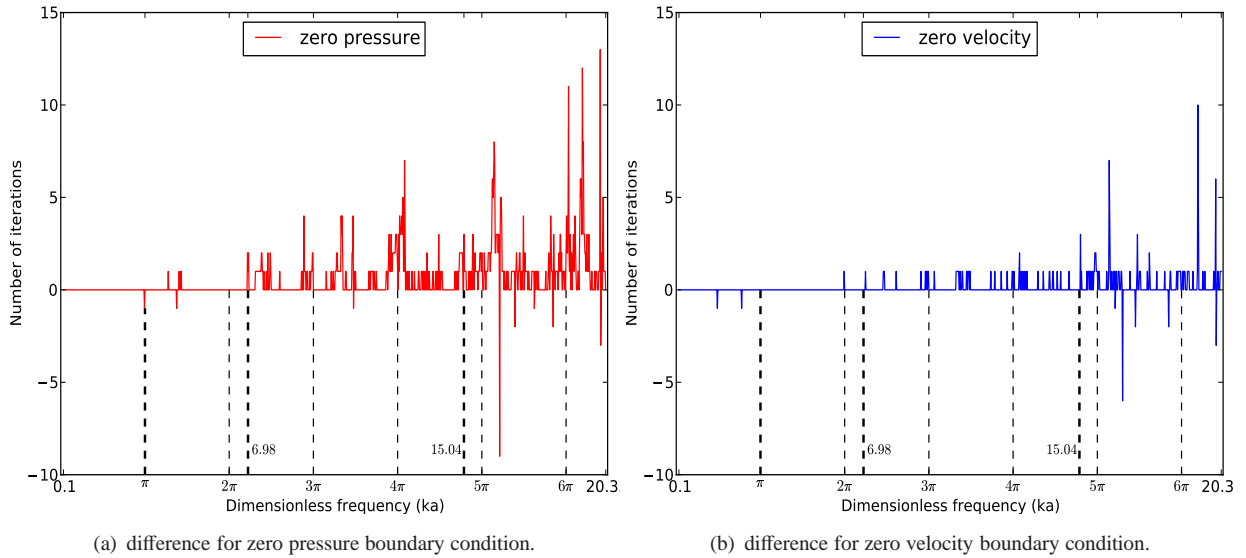 15
10
5
0
−5
−10
Number of iterations
zero pressure
6.98
15.04
0.1 π 2π 3π 4π 5π 6π 20.3
Dimensionless frequency (ka)
(a) difference for zero pressure boundary condition.
15
10
5
0
−5
−10
Number of iterations
zero velocity
6.98
15.04
0.1 π 2π 3π 4π 5π 6π 20.3
Dimensionless frequency (ka)
(b) difference for zero velocity boundary condition.